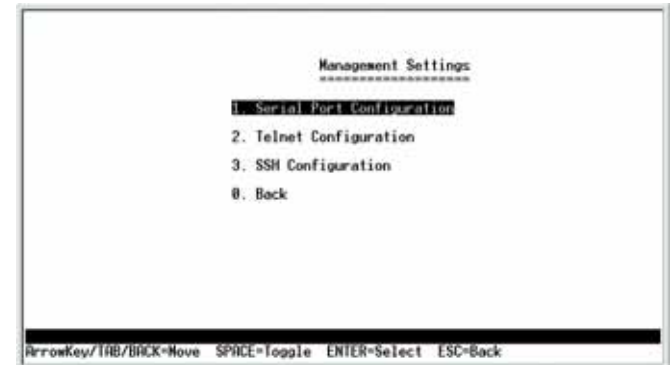 Management Settings
====================
1. Serial Port Configuration
2. Telnet Configuration
3. SSH Configuration
0. Back
ArrowKey/TAB/BACK=Move SPACE=Toggle ENTER=Select ESC=Back